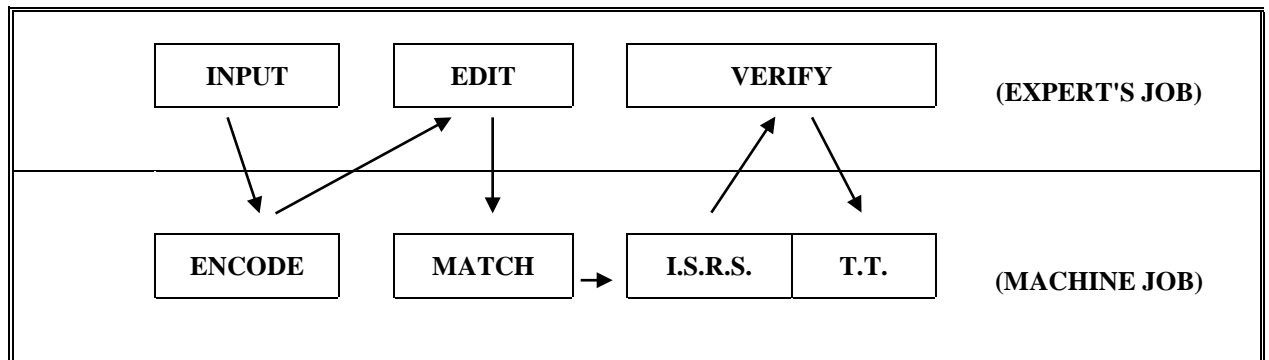 INPUT EDIT VERIFY
(EXPERT'S JOB)
ENCODE MATCH I.S.R.S. T.T.
(MACHINE JOB)